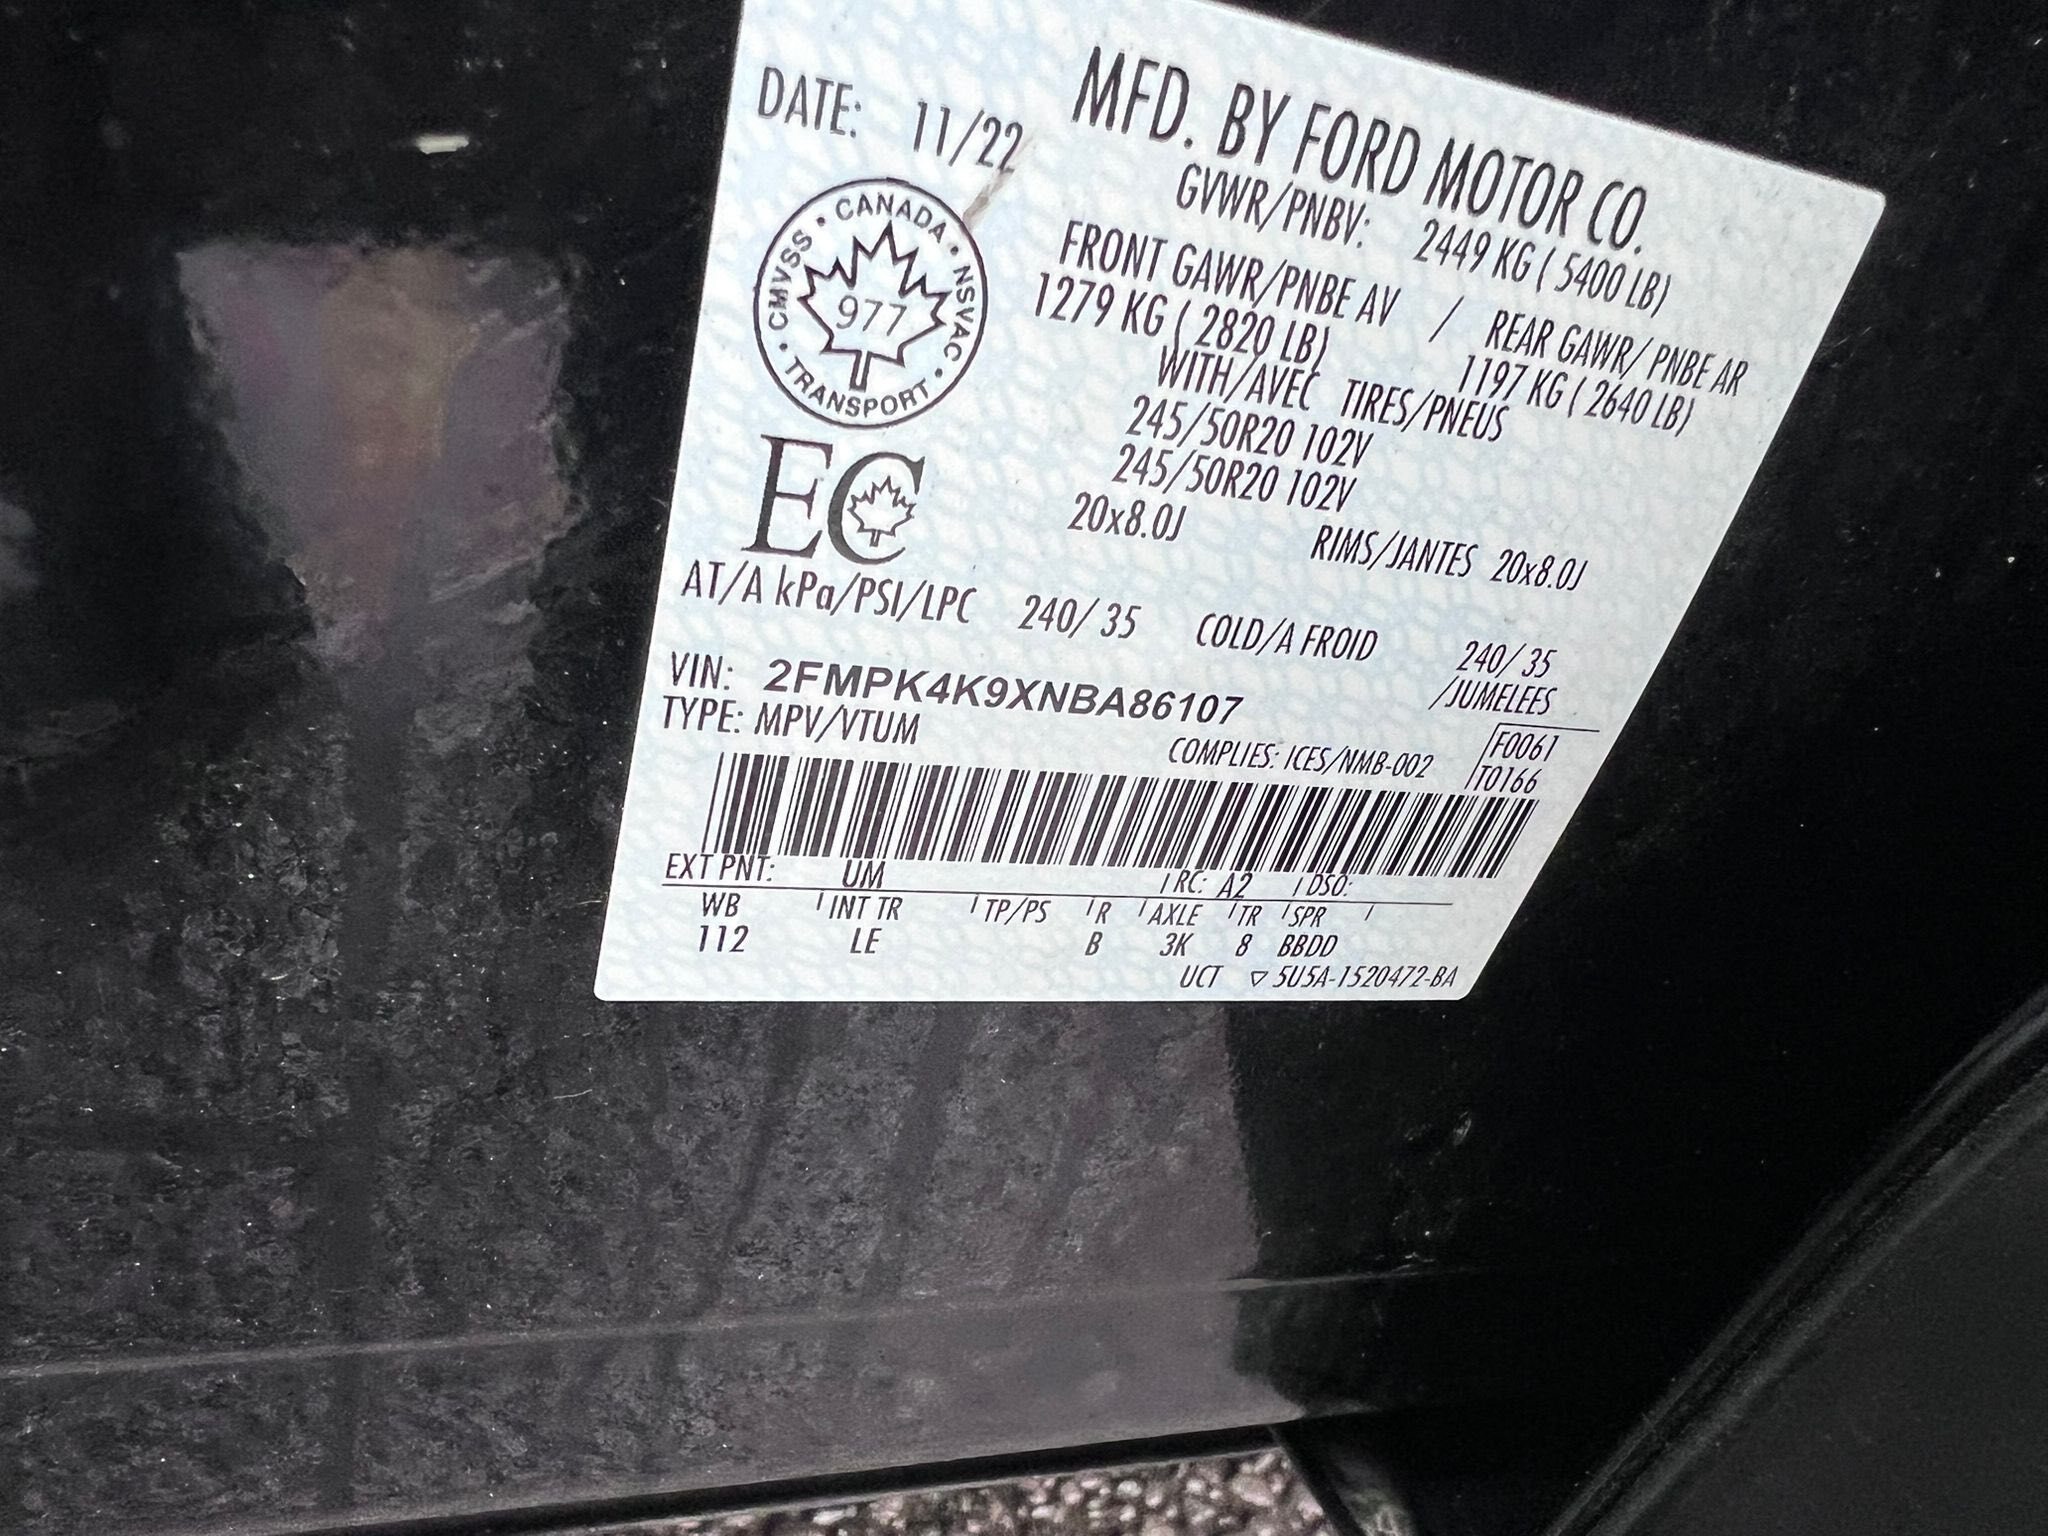 MFD. BY FORD MOTOR CO.
DATE: 11/22
GVWR/PNBV: 2449 KG ( 5400 LB)
FRONT GAWR/PNBE AV / REAR GAWR/ PNBE AR
1279 KG ( 2820 LB) 1197 KG ( 2640 LB)
WITH/AVEC TIRES/PNEUS
245/50R20 102V
245/50R20 102V
20x8.0J RIMS/JANTES 20x8.0J
CANADA • NSVAC • TRANSPORT • CMVSS •
977
EC
AT/A kPa/PSI/LPC 240/ 35 COLD/A FROID 240/ 35
/JUMELEES
VIN: 2FMPK4K9XNBA86107
TYPE: MPV/VTUM
COMPLIES: ICES/NMB-002
F0061
T0166
EXT PNT: UM RC: A2 DSO:
WB INT TR TP/PS R AXLE TR SPR
112 LE B 3K 8 BBDD
UCT ▽ 5U5A-1520472-BA